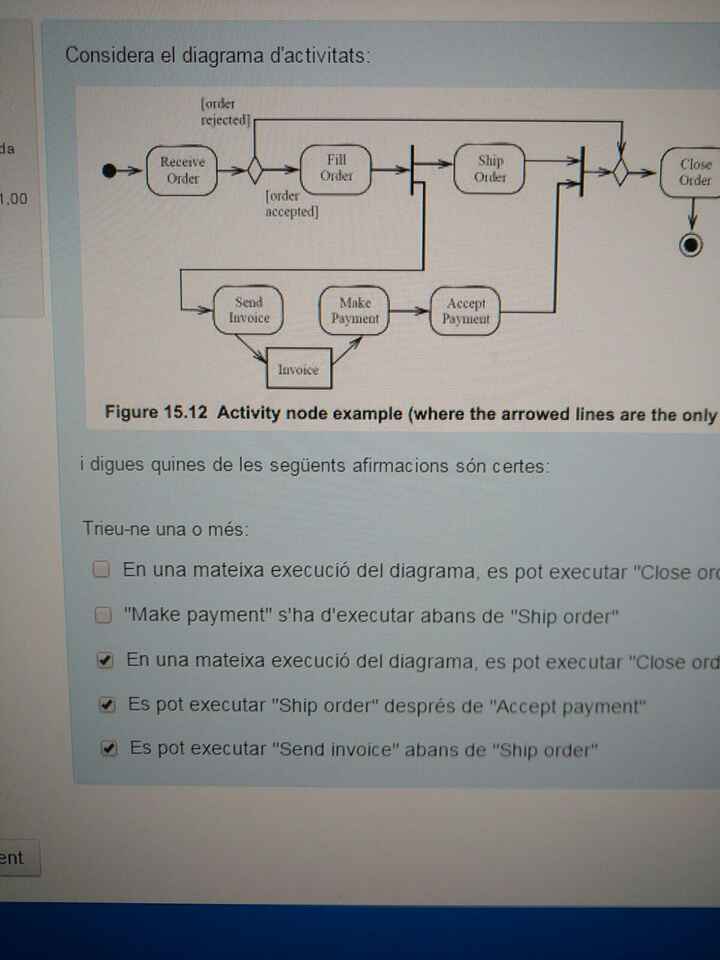 Considera el diagrama d'activitats:
[order
rejected]
da
Receive
Order
Fill
Order
Ship
Order
Close
Order
1,00
[order
accepted]
Send
Invoice
Make
Payment
Accept
Payment
Invoice
Figure 15.12 Activity node example (where the arrowed lines are the only
i digues quines de les següents afirmacions són certes:
Trieu-ne una o més:
En una mateixa execució del diagrama, es pot executar "Close ord
"Make payment" s'ha d'executar abans de "Ship order"
En una mateixa execució del diagrama, es pot executar "Close ord
Es pot executar "Ship order" després de "Accept payment"
Es pot executar "Send invoice" abans de "Ship order"
ent